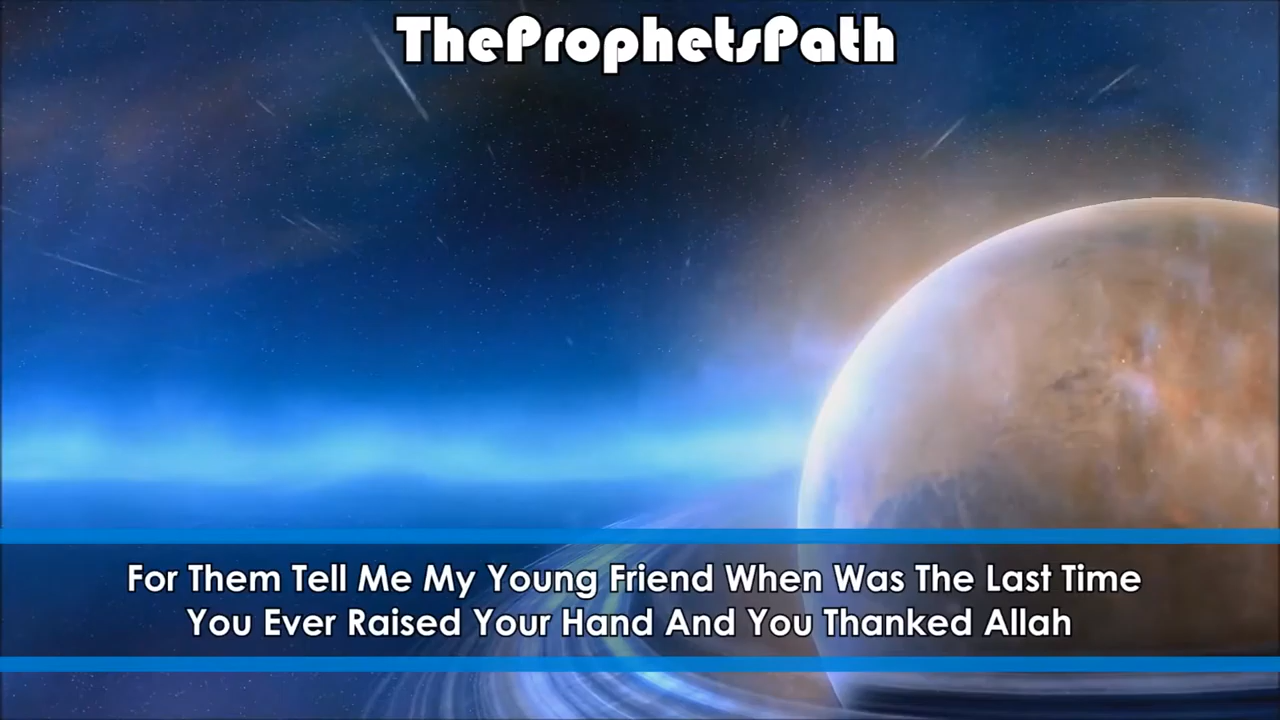 TheProphetsPath
For Them Tell Me My Young Friend When Was The Last Time
You Ever Raised Your Hand And You Thanked Allah